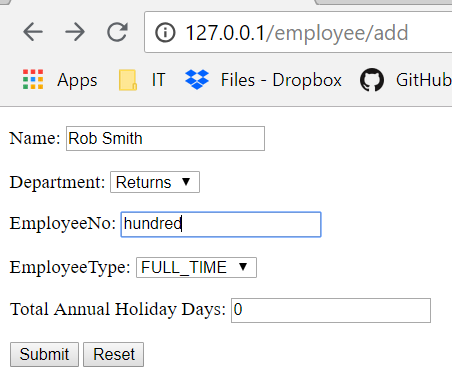 127.0.0.1/employee/add
Apps IT Files - Dropbox GitHub
Name: Rob Smith
Department: Returns
EmployeeNo: hundred
EmployeeType: FULL_TIME
Total Annual Holiday Days: 0
Submit Reset